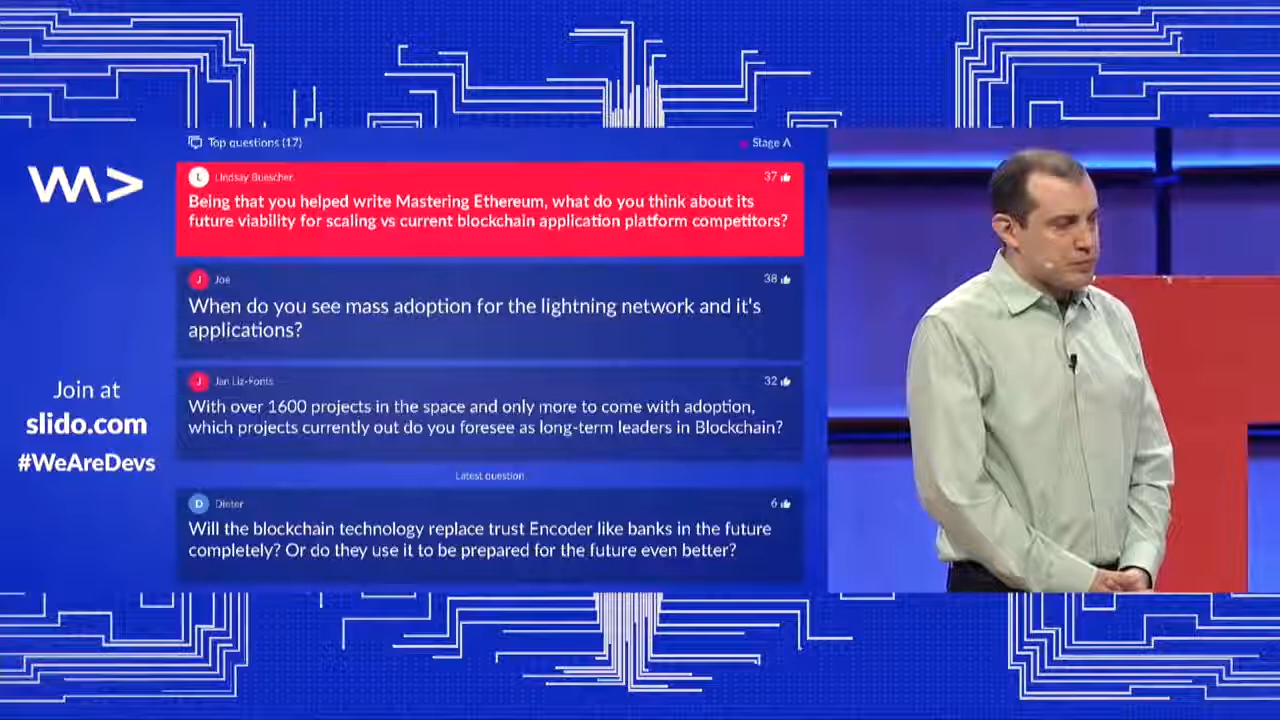 Top questions (17)
Stage A
WA>
L
Lindsay Buescher
37
Being that you helped write Mastering Ethereum, what do you think about its
future viability for scaling vs current blockchain application platform competitors?
J
Joe
38
When do you see mass adoption for the lightning network and it's
applications?
J
Jan Liz-Fonts
32
With over 1600 projects in the space and only more to come with adoption,
which projects currently out do you foresee as long-term leaders in Blockchain?
Join at
slido.com
#WeAreDevs
Latest question
D
Dieter
6
Will the blockchain technology replace trust Encoder like banks in the future
completely? Or do they use it to be prepared for the future even better?